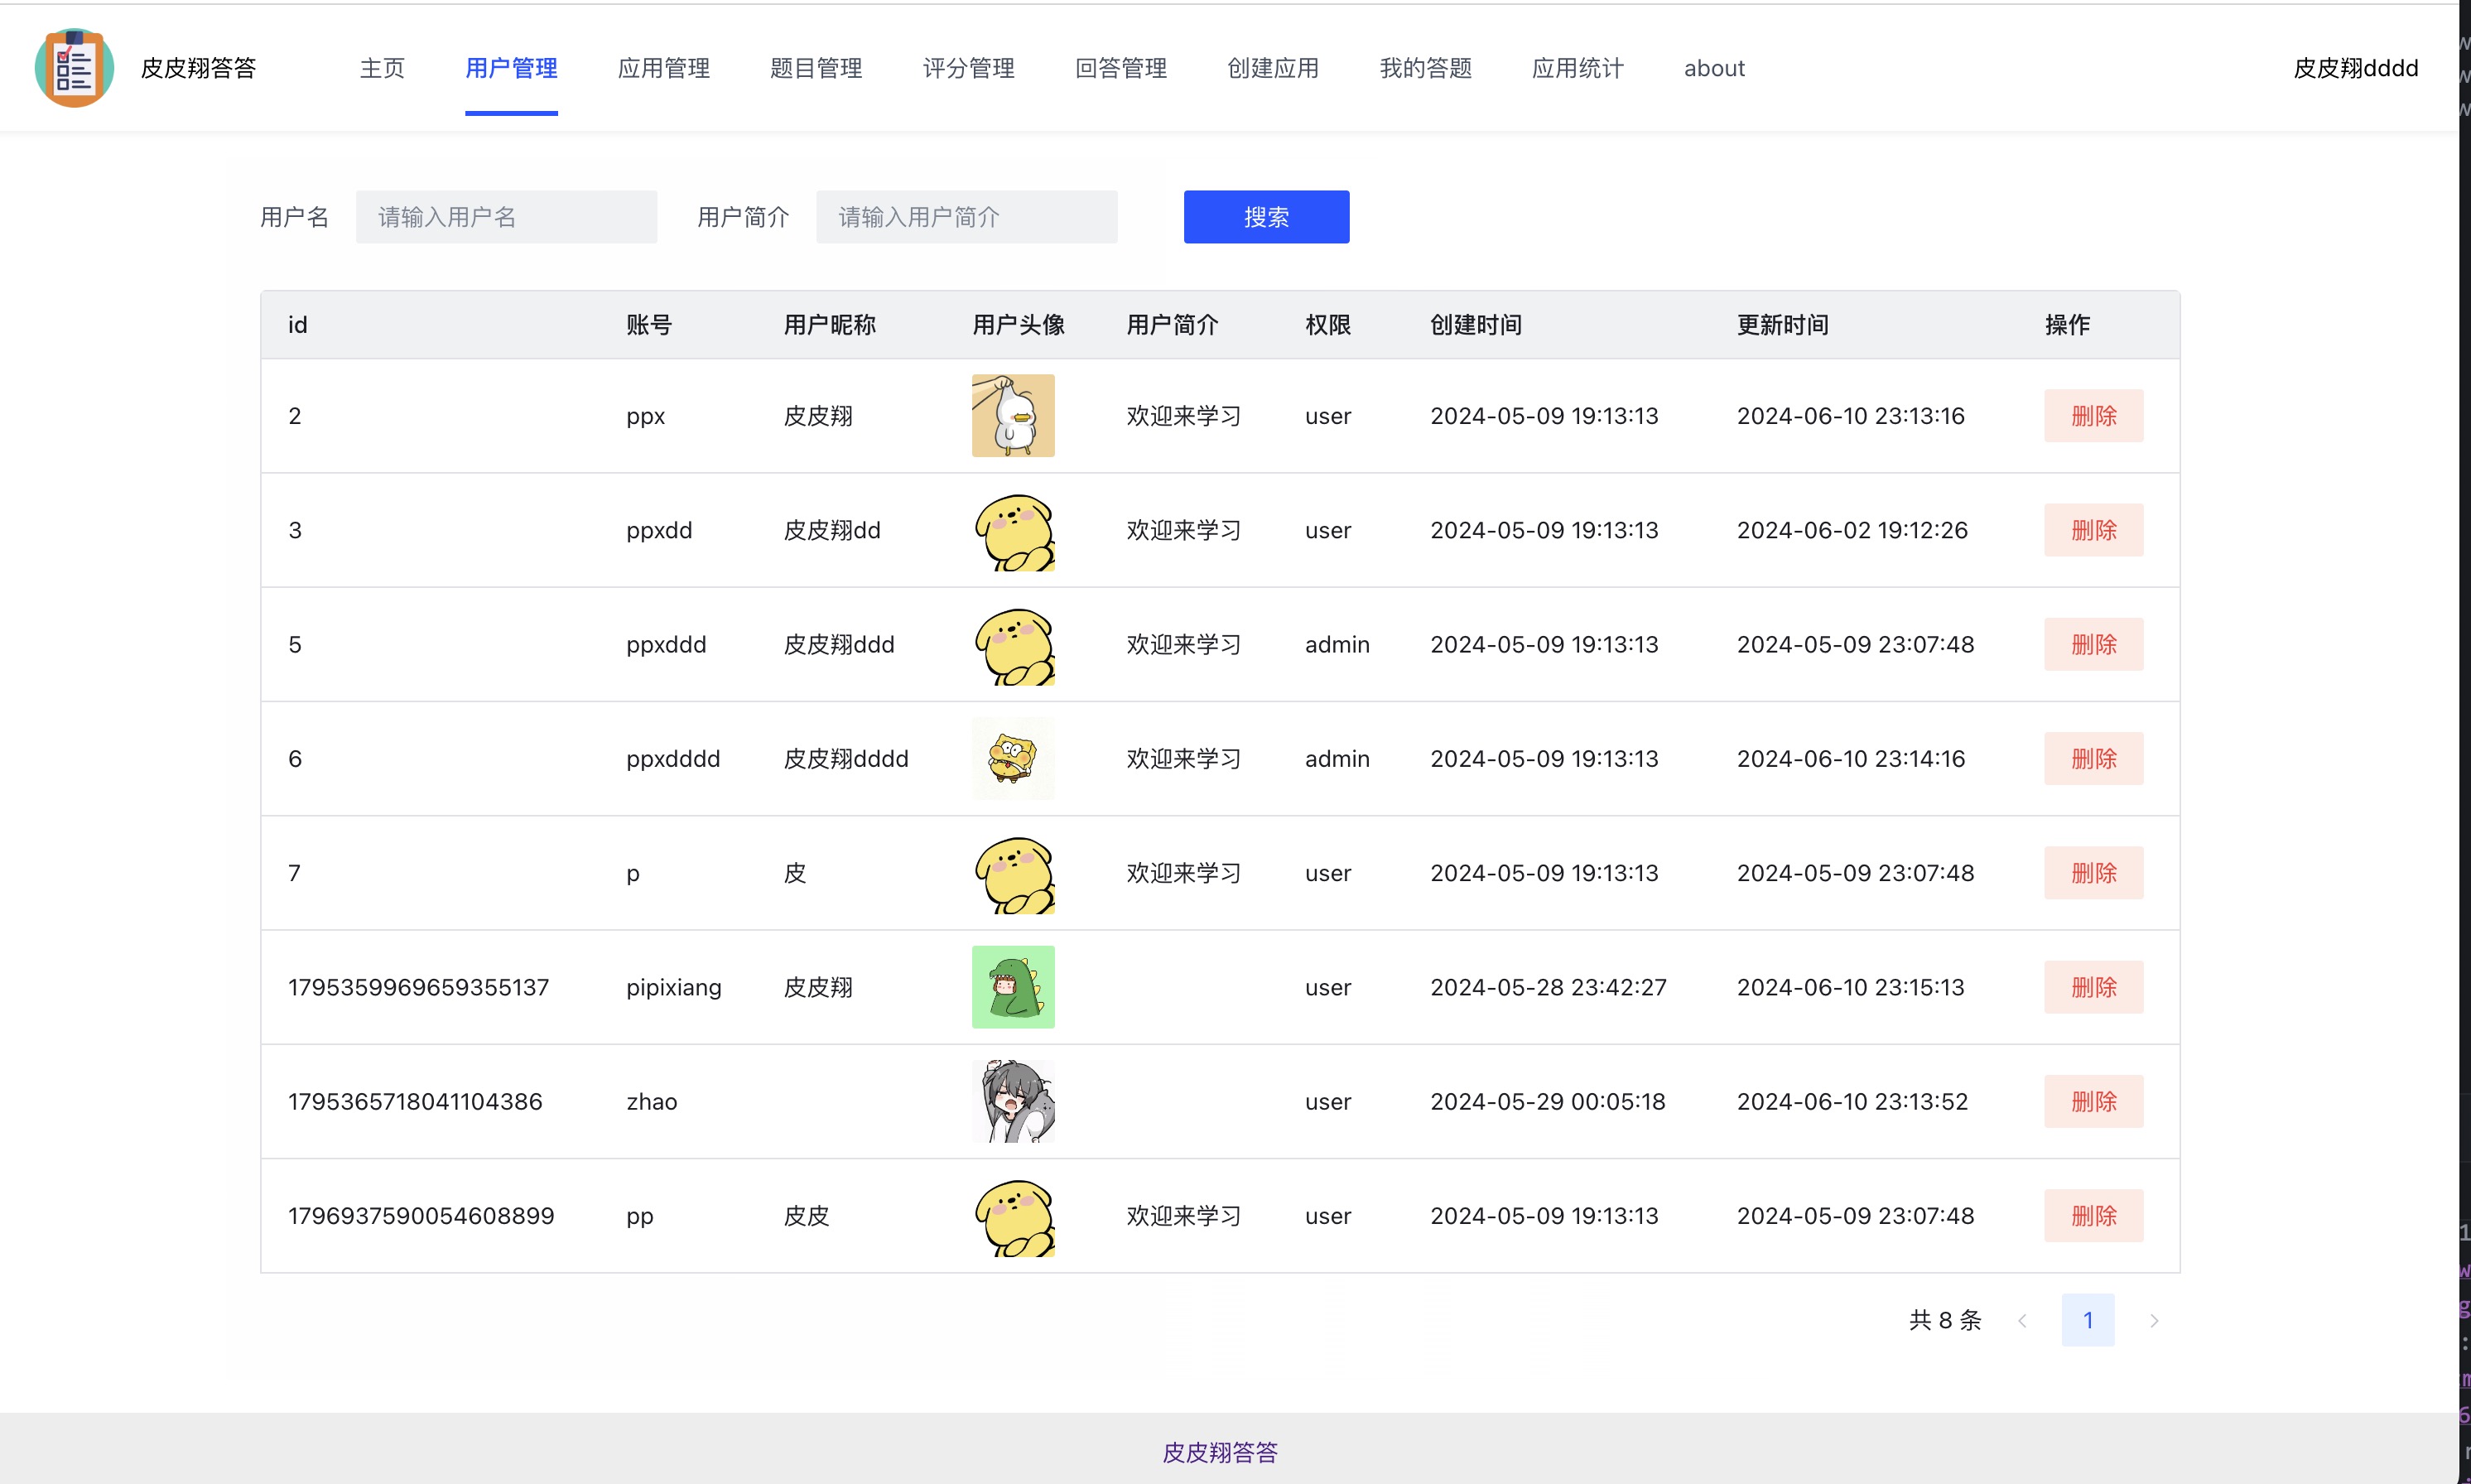 皮皮翔答答 主页 用户管理 应用管理 题目管理 评分管理 回答管理 创建应用 我的答题 应用统计 about 皮皮翔dddd
用户名 请输入用户名 用户简介 请输入用户简介 搜索
id 账号 用户昵称 用户头像 用户简介 权限 创建时间 更新时间 操作
2 ppx 皮皮翔 欢迎来学习 user 2024-05-09 19:13:13 2024-06-10 23:13:16 删除
3 ppxdd 皮皮翔dd 欢迎来学习 user 2024-05-09 19:13:13 2024-06-02 19:12:26 删除
5 ppxddd 皮皮翔ddd 欢迎来学习 admin 2024-05-09 19:13:13 2024-05-09 23:07:48 删除
6 ppxdddd 皮皮翔dddd 欢迎来学习 admin 2024-05-09 19:13:13 2024-06-10 23:14:16 删除
7 p 皮 欢迎来学习 user 2024-05-09 19:13:13 2024-05-09 23:07:48 删除
1795359969659355137 pipixiang 皮皮翔 user 2024-05-28 23:42:27 2024-06-10 23:15:13 删除
1795365718041104386 zhao user 2024-05-29 00:05:18 2024-06-10 23:13:52 删除
1796937590054608899 pp 皮皮 欢迎来学习 user 2024-05-09 19:13:13 2024-05-09 23:07:48 删除
共 8 条 1
皮皮翔答答